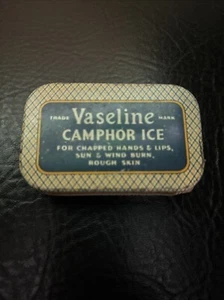 TRADE Vaseline MARK
CAMPHOR ICE
FOR CHAPPED HANDS & LIPS,
SUN & WIND BURN,
ROUGH SKIN